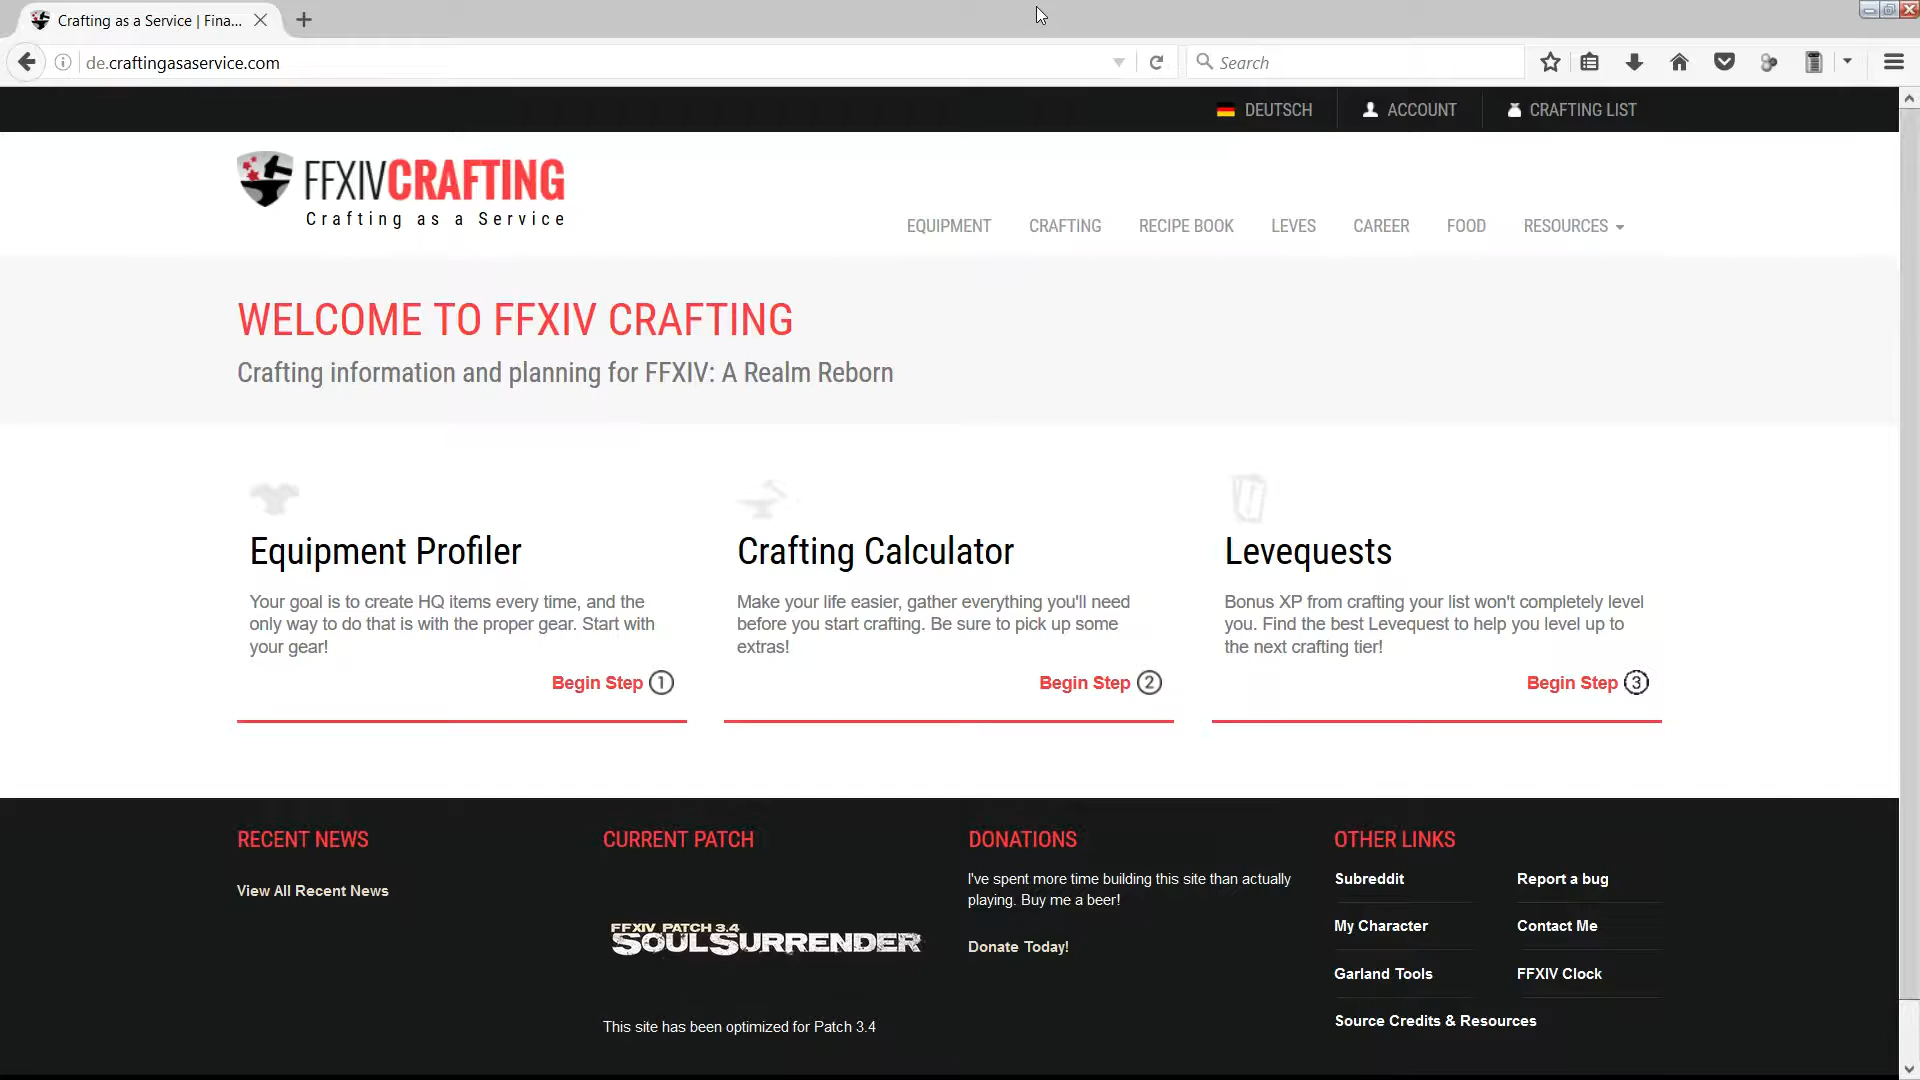 Crafting as a Service | Fina...
de.craftingasaservice.com
Search
DEUTSCH
ACCOUNT
CRAFTING LIST
FFXIVCRAFTING
Crafting as a Service
EQUIPMENT
CRAFTING
RECIPE BOOK
LEVES
CAREER
FOOD
RESOURCES
WELCOME TO FFXIV CRAFTING
Crafting information and planning for FFXIV: A Realm Reborn
Equipment Profiler
Your goal is to create HQ items every time, and the
only way to do that is with the proper gear. Start with
your gear!
Begin Step 1
Crafting Calculator
Make your life easier, gather everything you'll need
before you start crafting. Be sure to pick up some
extras!
Begin Step 2
Levequests
Bonus XP from crafting your list won't completely level
you. Find the best Levequest to help you level up to
the next crafting tier!
Begin Step 3
RECENT NEWS
View All Recent News
CURRENT PATCH
FFXIV PATCH 3.4
SOUL SURRENDER
This site has been optimized for Patch 3.4
DONATIONS
I've spent more time building this site than actually
playing. Buy me a beer!
Donate Today!
OTHER LINKS
Subreddit
Report a bug
My Character
Contact Me
Garland Tools
FFXIV Clock
Source Credits & Resources